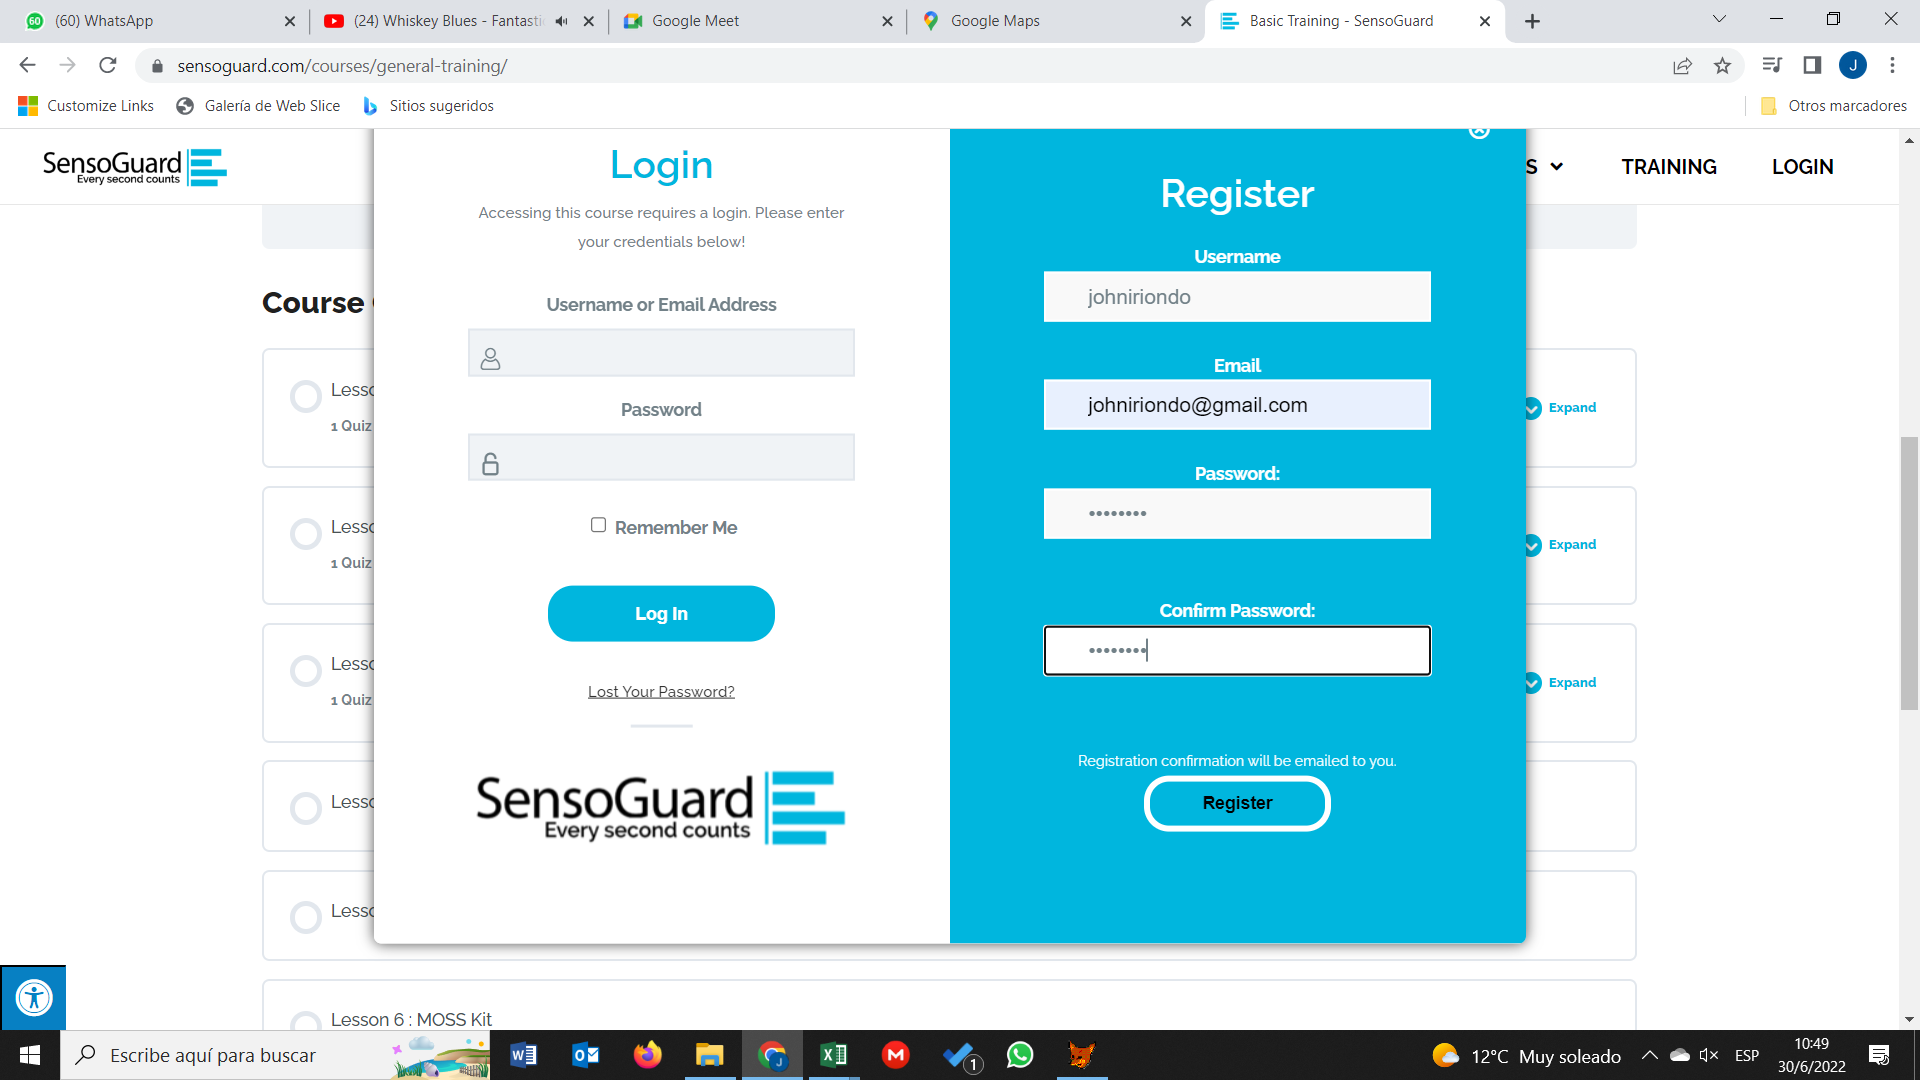 (60) WhatsApp
(24) Whiskey Blues - Fantasti
Google Meet
Google Maps
Basic Training - SensoGuard
sensoguard.com/courses/general-training/
J
Customize Links
Galería de Web Slice
Sitios sugeridos
Otros marcadores
SensoGuard
Every second counts
S
TRAINING
LOGIN
Login
Accessing this course requires a login. Please enter
your credentials below!
Username or Email Address
Password
Remember Me
Log In
Lost Your Password?
SensoGuard
Every second counts
Register
Username
johniriondo
Email
johniriondo@gmail.com
Password:
••••••••
Confirm Password:
••••••••
Registration confirmation will be emailed to you.
Register
Course
Lesso
1 Quiz
Expand
Lesso
1 Quiz
Expand
Lesso
1 Quiz
Expand
Lesso
Lesso
Lesson 6 : MOSS Kit
Escribe aquí para buscar
1
12°C Muy soleado
ESP
10:49
30/6/2022